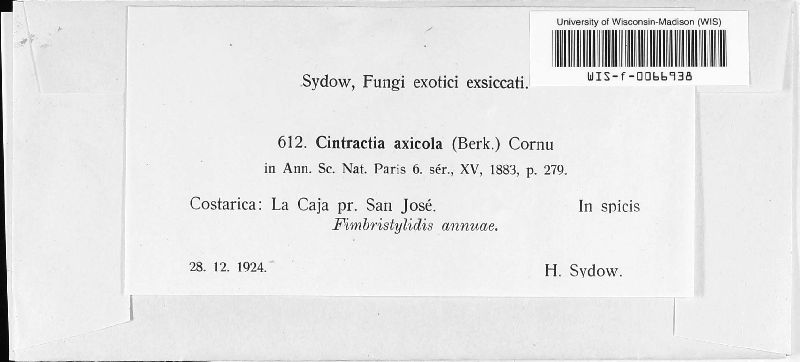 University of Wisconsin-Madison (WIS)
WIS-f-0066938
Sydow, Fungi exotici exsiccati.
612. Cintractia axicola (Berk.) Cornu
in Ann. Sc. Nat. Paris 6. sér., XV, 1883, p. 279.
Costarica: La Caja pr. San José. In spicis
Fimbristylidis annuae.
28. 12. 1924. H. Sydow.